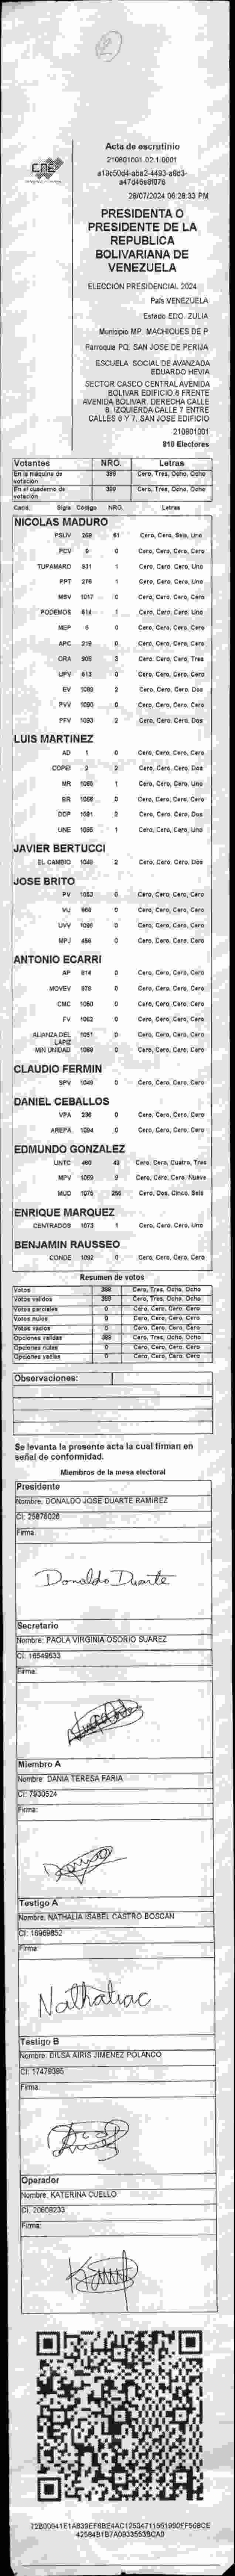 CNE
Acta de escrutinio
210801001.02.1.0001
28/07/2024 06:28:33 PM
PRESIDENTA O
PRESIDENTE DE LA
REPUBLICA
BOLIVARIANA DE
VENEZUELA
ELECCIÓN PRESIDENCIAL 2024
País VENEZUELA
Estado EDO. ZULIA
Municipio MP. MACHIQUES DE P
Parroquia PQ. SAN JOSE DE PERIJA
ESCUELA SOCIAL DE AVANZADA
EDUARDO HEVIA
SECTOR CASCO CENTRAL AVENIDA
BOLIVAR EDIFICIO 6 FRENTE
AVENIDA BOLIVAR. DERECHA CALLE
6. IZQUIERDA CALLE 7 ENTRE
CALLES 6 Y 7. SAN JOSE EDIFICIO
210801001
810 Electores
Votantes NRO. Letras
En la máquina de votación 388 Cero, Tres, Ocho, Ocho
En el cuaderno de votación 388 Cero, Tres, Ocho, Ocho
Cand. Sigla Código NRO. Letras
NICOLAS MADURO
PSUV 269 61 Cero, Cero, Seis, Uno
PCV 9 0 Cero, Cero, Cero, Cero
TUPAMARO 931 1 Cero, Cero, Cero, Uno
PPT 276 1 Cero, Cero, Cero, Uno
MSV 1017 0 Cero, Cero, Cero, Cero
PODEMOS 614 1 Cero, Cero, Cero, Uno
MEP 6 0 Cero, Cero, Cero, Cero
APC 219 0 Cero, Cero, Cero, Cero
ORA 906 3 Cero, Cero, Cero, Tres
UPV 613 0 Cero, Cero, Cero, Cero
EV 1089 2 Cero, Cero, Cero, Dos
PVV 1090 0 Cero, Cero, Cero, Cero
PFV 1093 2 Cero, Cero, Cero, Dos
LUIS MARTINEZ
AD 1 0 Cero, Cero, Cero, Cero
COPEI 2 2 Cero, Cero, Cero, Dos
MR 1 Cero, Cero, Cero, Uno
BR 0 Cero, Cero, Cero, Cero
DDP 1091 2 Cero, Cero, Cero, Dos
UNE 1095 1 Cero, Cero, Cero, Uno
JAVIER BERTUCCI
EL CAMBIO 1048 2 Cero, Cero, Cero, Dos
JOSE BRITO
PV 1053 0 Cero, Cero, Cero, Cero
VU 968 0 Cero, Cero, Cero, Cero
UVV 1096 0 Cero, Cero, Cero, Cero
MPJ 456 0 Cero, Cero, Cero, Cero
ANTONIO ECARRI
AP 814 0 Cero, Cero, Cero, Cero
MOVEV 978 0 Cero, Cero, Cero, Cero
CMC 1050 0 Cero, Cero, Cero, Cero
FV 1062 0 Cero, Cero, Cero, Cero
ALIANZA DEL LAPIZ 1051 0 Cero, Cero, Cero, Cero
MIN UNIDAD 1068 0 Cero, Cero, Cero, Cero
CLAUDIO FERMIN
SPV 1049 0 Cero, Cero, Cero, Cero
DANIEL CEBALLOS
VPA 236 0 Cero, Cero, Cero, Cero
AREPA 1094 0 Cero, Cero, Cero, Cero
EDMUNDO GONZALEZ
UNTC 460 43 Cero, Cero, Cuatro, Tres
MPV 1069 9 Cero, Cero, Cero, Nueve
MUD 1075 256 Cero, Dos, Cinco, Seis
ENRIQUE MARQUEZ
CENTRADOS 1073 1 Cero, Cero, Cero, Uno
BENJAMIN RAUSSEO
CONDE 1092 0 Cero, Cero, Cero, Cero
Resumen de votos
Votos 388 Cero, Tres, Ocho, Ocho
Votos validos 388 Cero, Tres, Ocho, Ocho
Votos parciales 0 Cero, Cero, Cero, Cero
Votos nulos 0 Cero, Cero, Cero, Cero
Votos vacíos 0 Cero, Cero, Cero, Cero
Opciones validas 388 Cero, Tres, Ocho, Ocho
Opciones nulas 0 Cero, Cero, Cero, Cero
Opciones vacías 0 Cero, Cero, Cero, Cero
Observaciones:
Se levanta la presente acta la cual firman en
señal de conformidad.
Miembros de la mesa electoral
Presidente
Nombre: DONALDO JOSE DUARTE RAMIREZ
CI: 25876026
Firma:
Donaldo Duarte
Secretario
Nombre: PAOLA VIRGINIA OSORIO SUAREZ
CI: 16549633
Firma:
Miembro A
Nombre: DANIA TERESA FARIA
CI: 7930524
Firma:
Testigo A
Nombre: NATHALIA ISABEL CASTRO BOSCAN
CI: 16969852
Firma:
Testigo B
Nombre: DILSA AIRIS JIMENEZ POLANCO
CI: 17479385
Firma:
Operador
Nombre: KATERINA CUELLO
CI: 20609233
Firma: